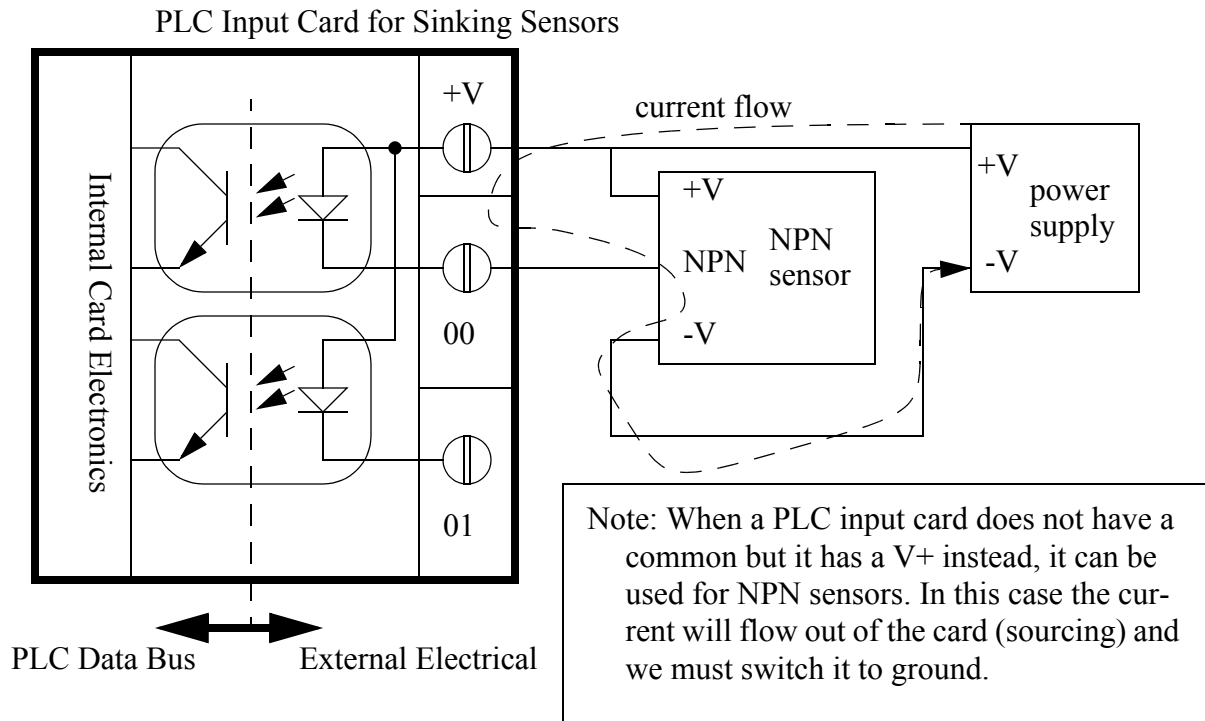 PLC Input Card for Sinking Sensors
+V
current flow
Internal Card Electronics
+V
+V
power
supply
NPN
NPN
sensor
-V
00
-V
01
Note: When a PLC input card does not have a
common but it has a V+ instead, it can be
used for NPN sensors. In this case the cur-
rent will flow out of the card (sourcing) and
we must switch it to ground.
PLC Data Bus
External Electrical